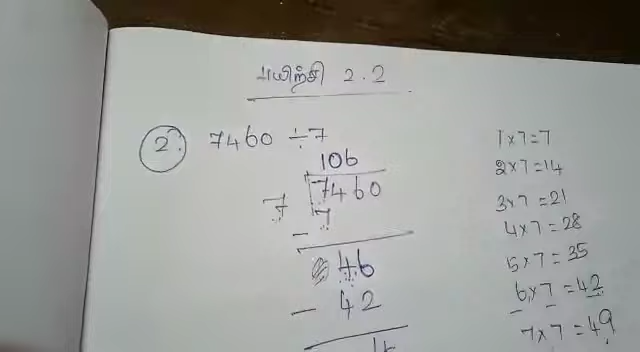 பயிற்சி 2.2
2. 7460 ÷ 7
106
7 7460
- 7
46
- 42
1 x 7 = 7
2 x 7 = 14
3 x 7 = 21
4 x 7 = 28
5 x 7 = 35
6 x 7 = 42
7 x 7 = 49